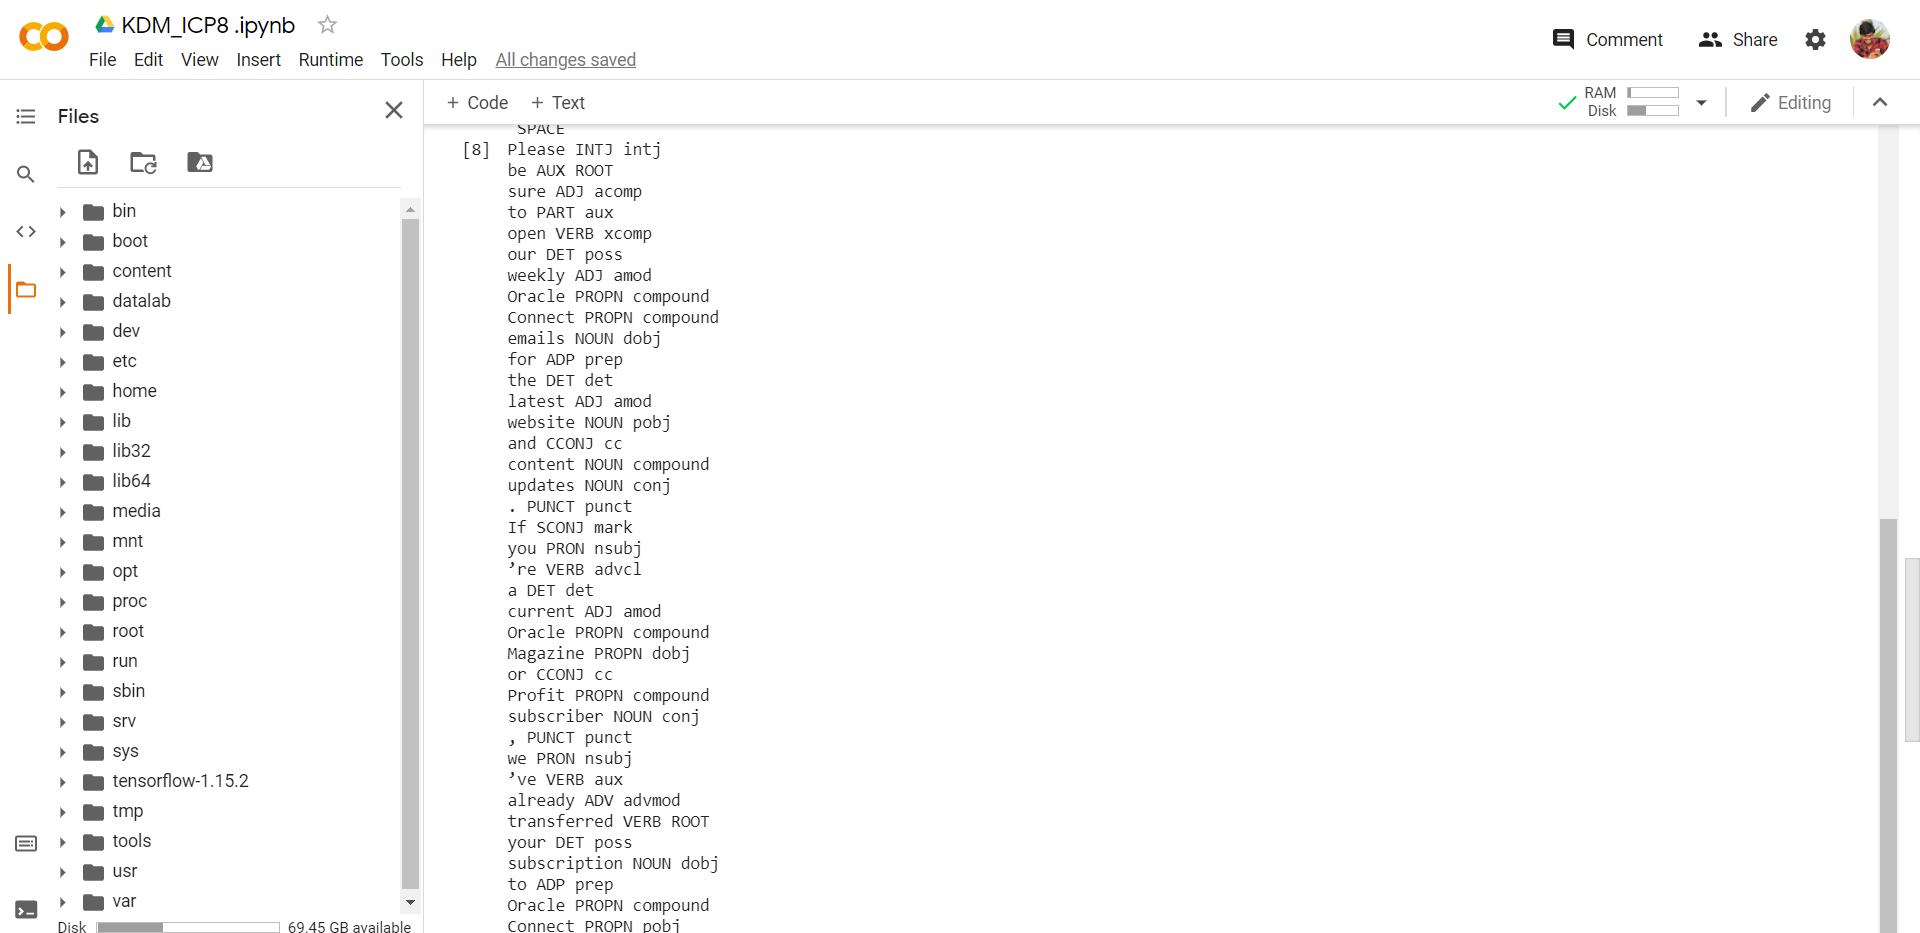 KDM_ICP8 .ipynb
File Edit View Insert Runtime Tools Help All changes saved
Comment Share
Files
+ Code + Text
RAM
Disk
Editing
bin
boot
content
datalab
dev
etc
home
lib
lib32
lib64
media
mnt
opt
proc
root
run
sbin
srv
sys
tensorflow-1.15.2
tmp
tools
usr
var
Disk 69.45 GB available
SPACE
[8] Please INTJ intj
be AUX ROOT
sure ADJ acomp
to PART aux
open VERB xcomp
our DET poss
weekly ADJ amod
Oracle PROPN compound
Connect PROPN compound
emails NOUN dobj
for ADP prep
the DET det
latest ADJ amod
website NOUN pobj
and CCONJ cc
content NOUN compound
updates NOUN conj
. PUNCT punct
If SCONJ mark
you PRON nsubj
’re VERB advcl
a DET det
current ADJ amod
Oracle PROPN compound
Magazine PROPN dobj
or CCONJ cc
Profit PROPN compound
subscriber NOUN conj
, PUNCT punct
we PRON nsubj
’ve VERB aux
already ADV advmod
transferred VERB ROOT
your DET poss
subscription NOUN dobj
to ADP prep
Oracle PROPN compound
Connect PROPN pobj